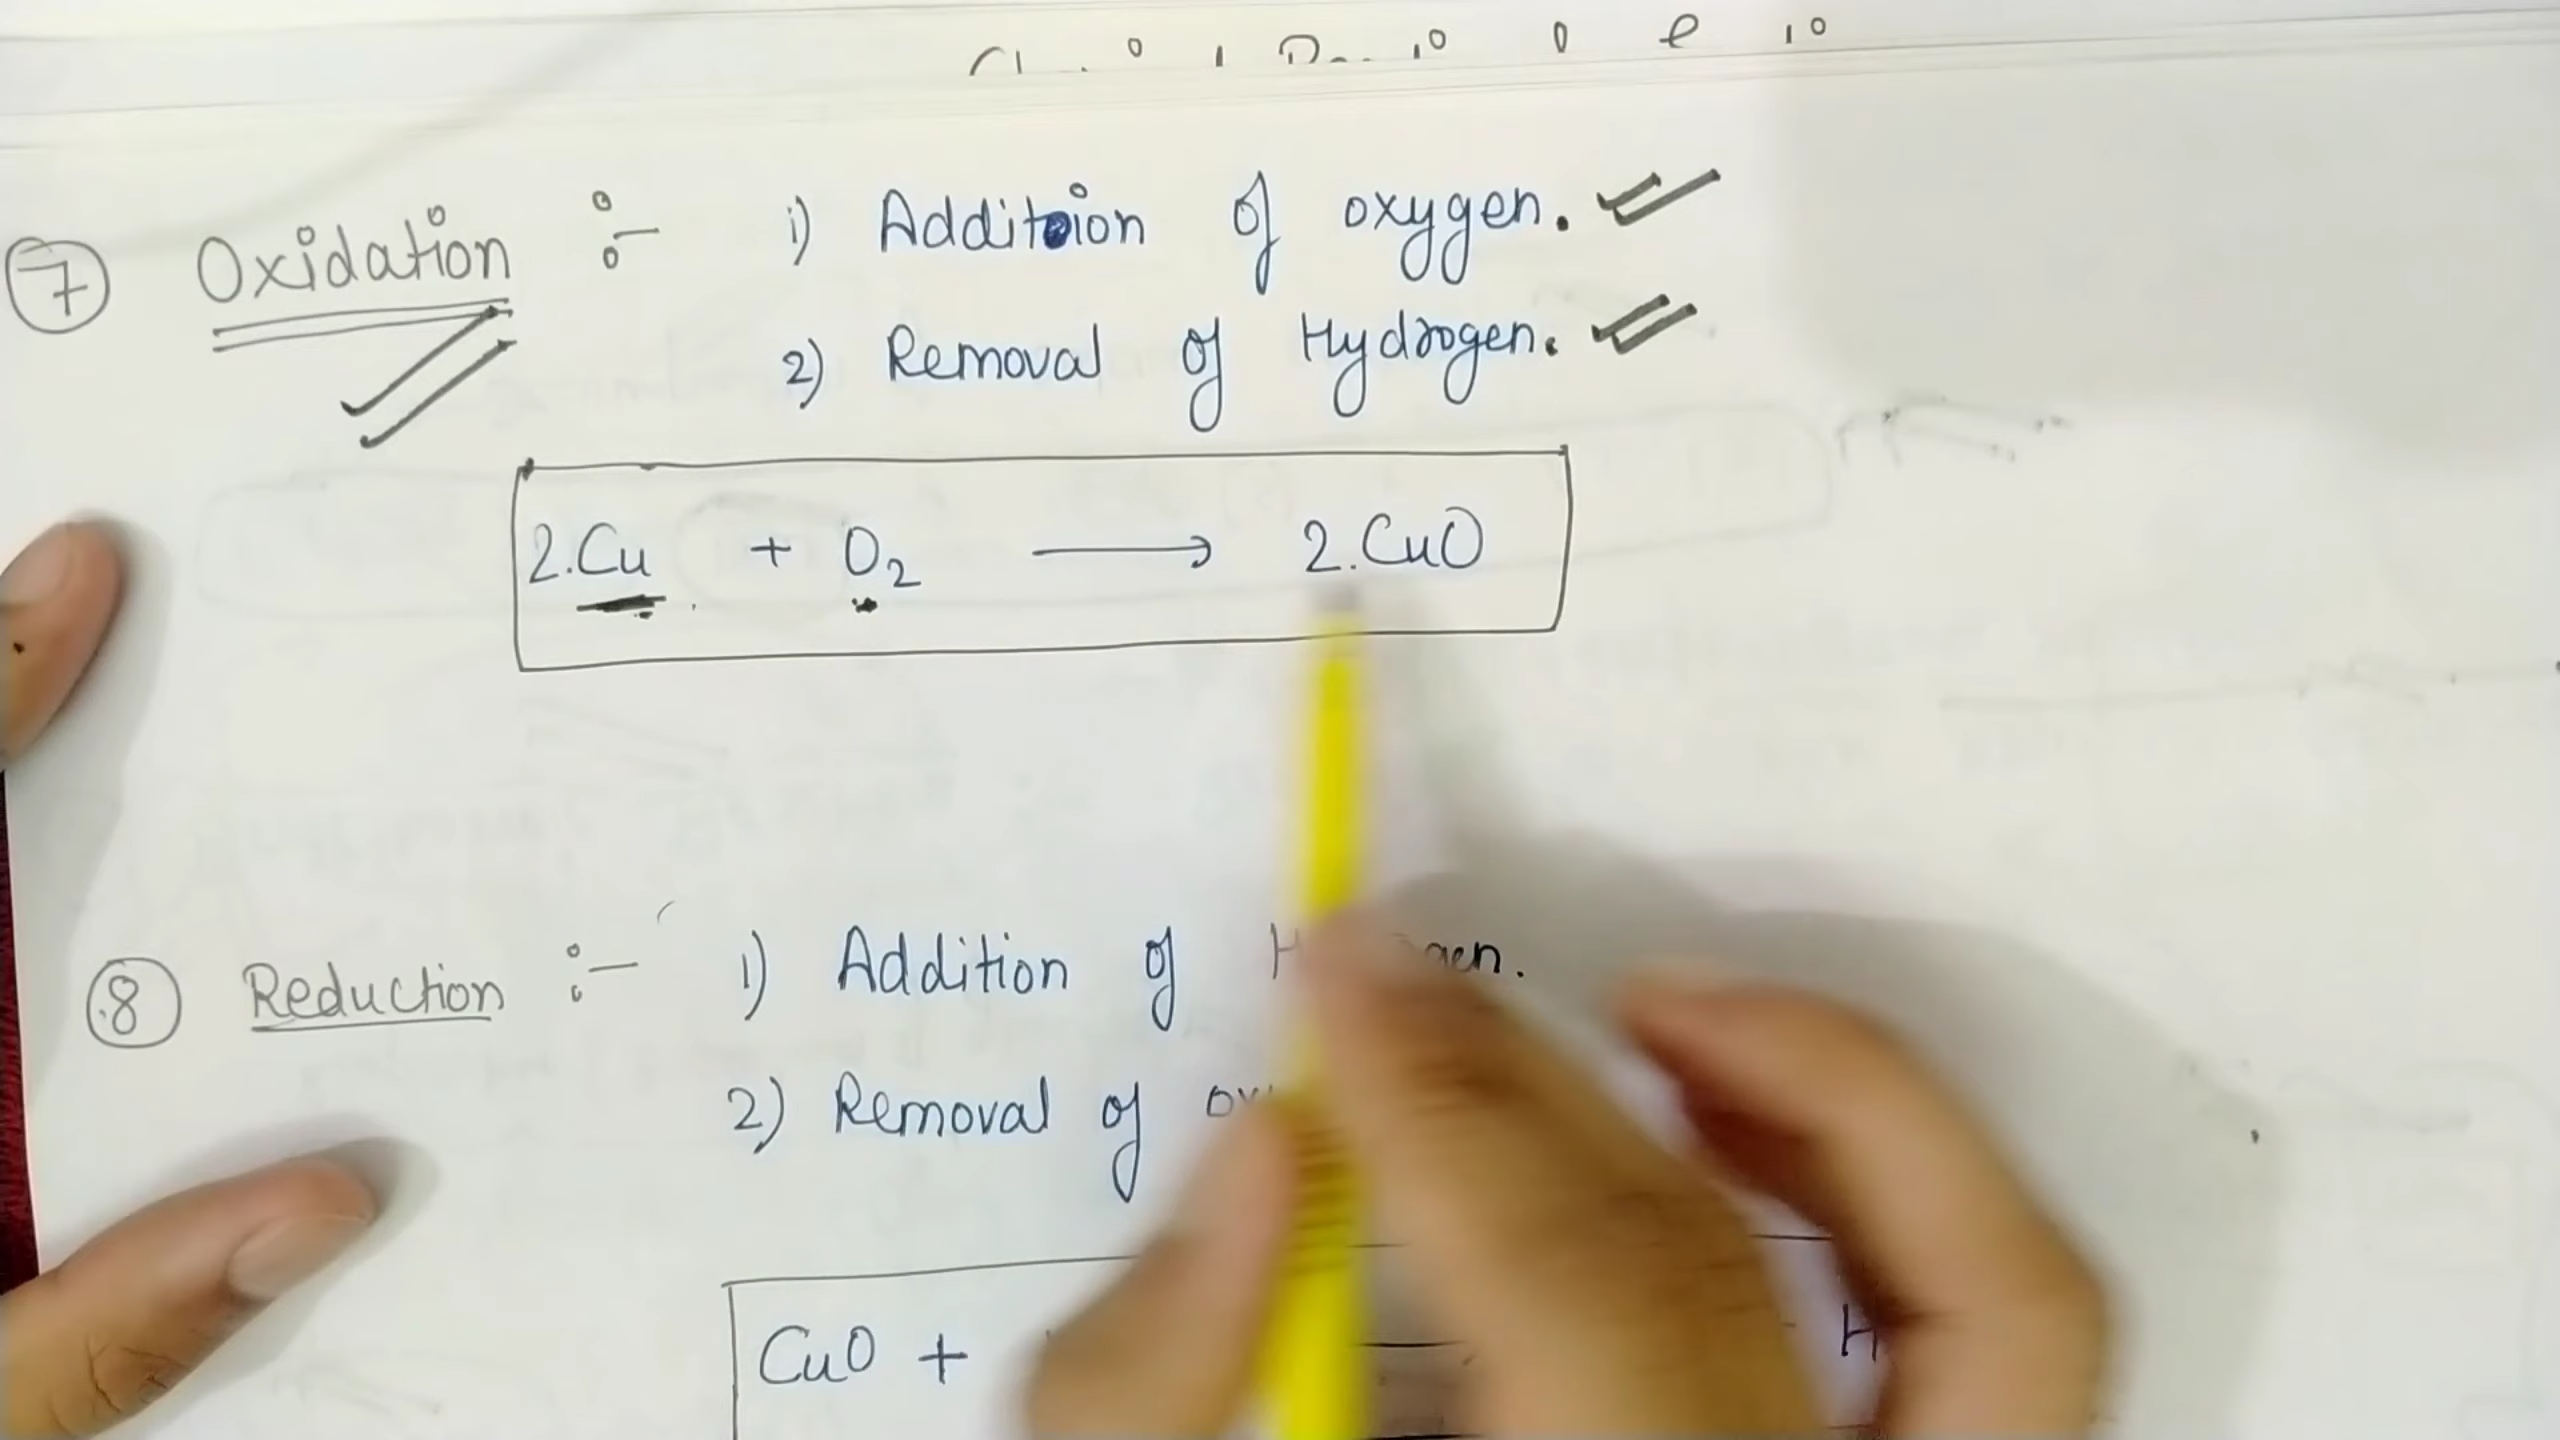 7 Oxidation :- 1) Addition of oxygen.
2) Removal of Hydrogen.
2.Cu + O₂ ⟶ 2.CuO
8 Reduction :- 1) Addition of
2) Removal of
CuO +